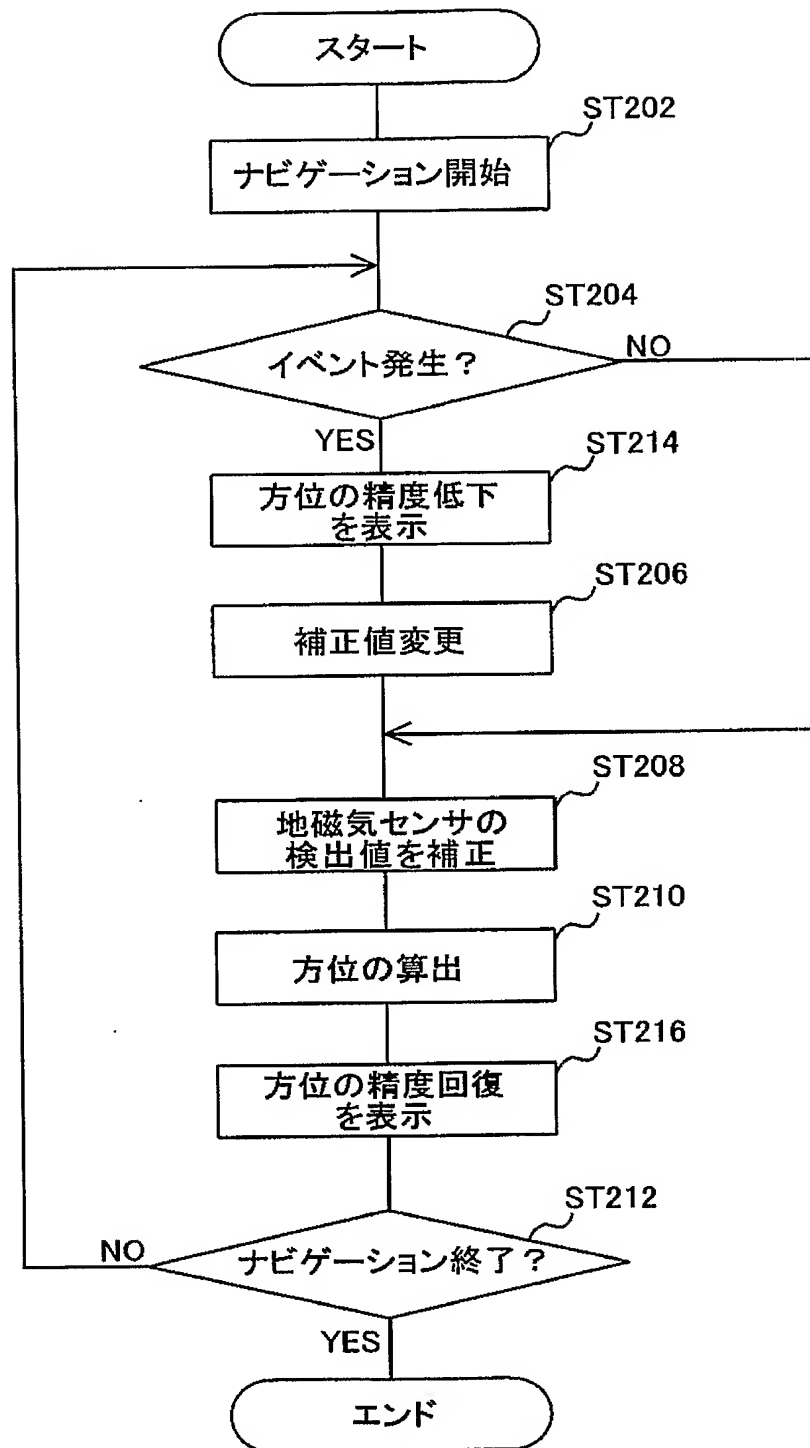 スタート
ST202
ナビゲーション開始
ST204
イベント発生？
NO
YES
ST214
方位の精度低下
を表示
ST206
補正値変更
ST208
地磁気センサの
検出値を補正
ST210
方位の算出
ST216
方位の精度回復
を表示
ST212
NO
ナビゲーション終了？
YES
エンド